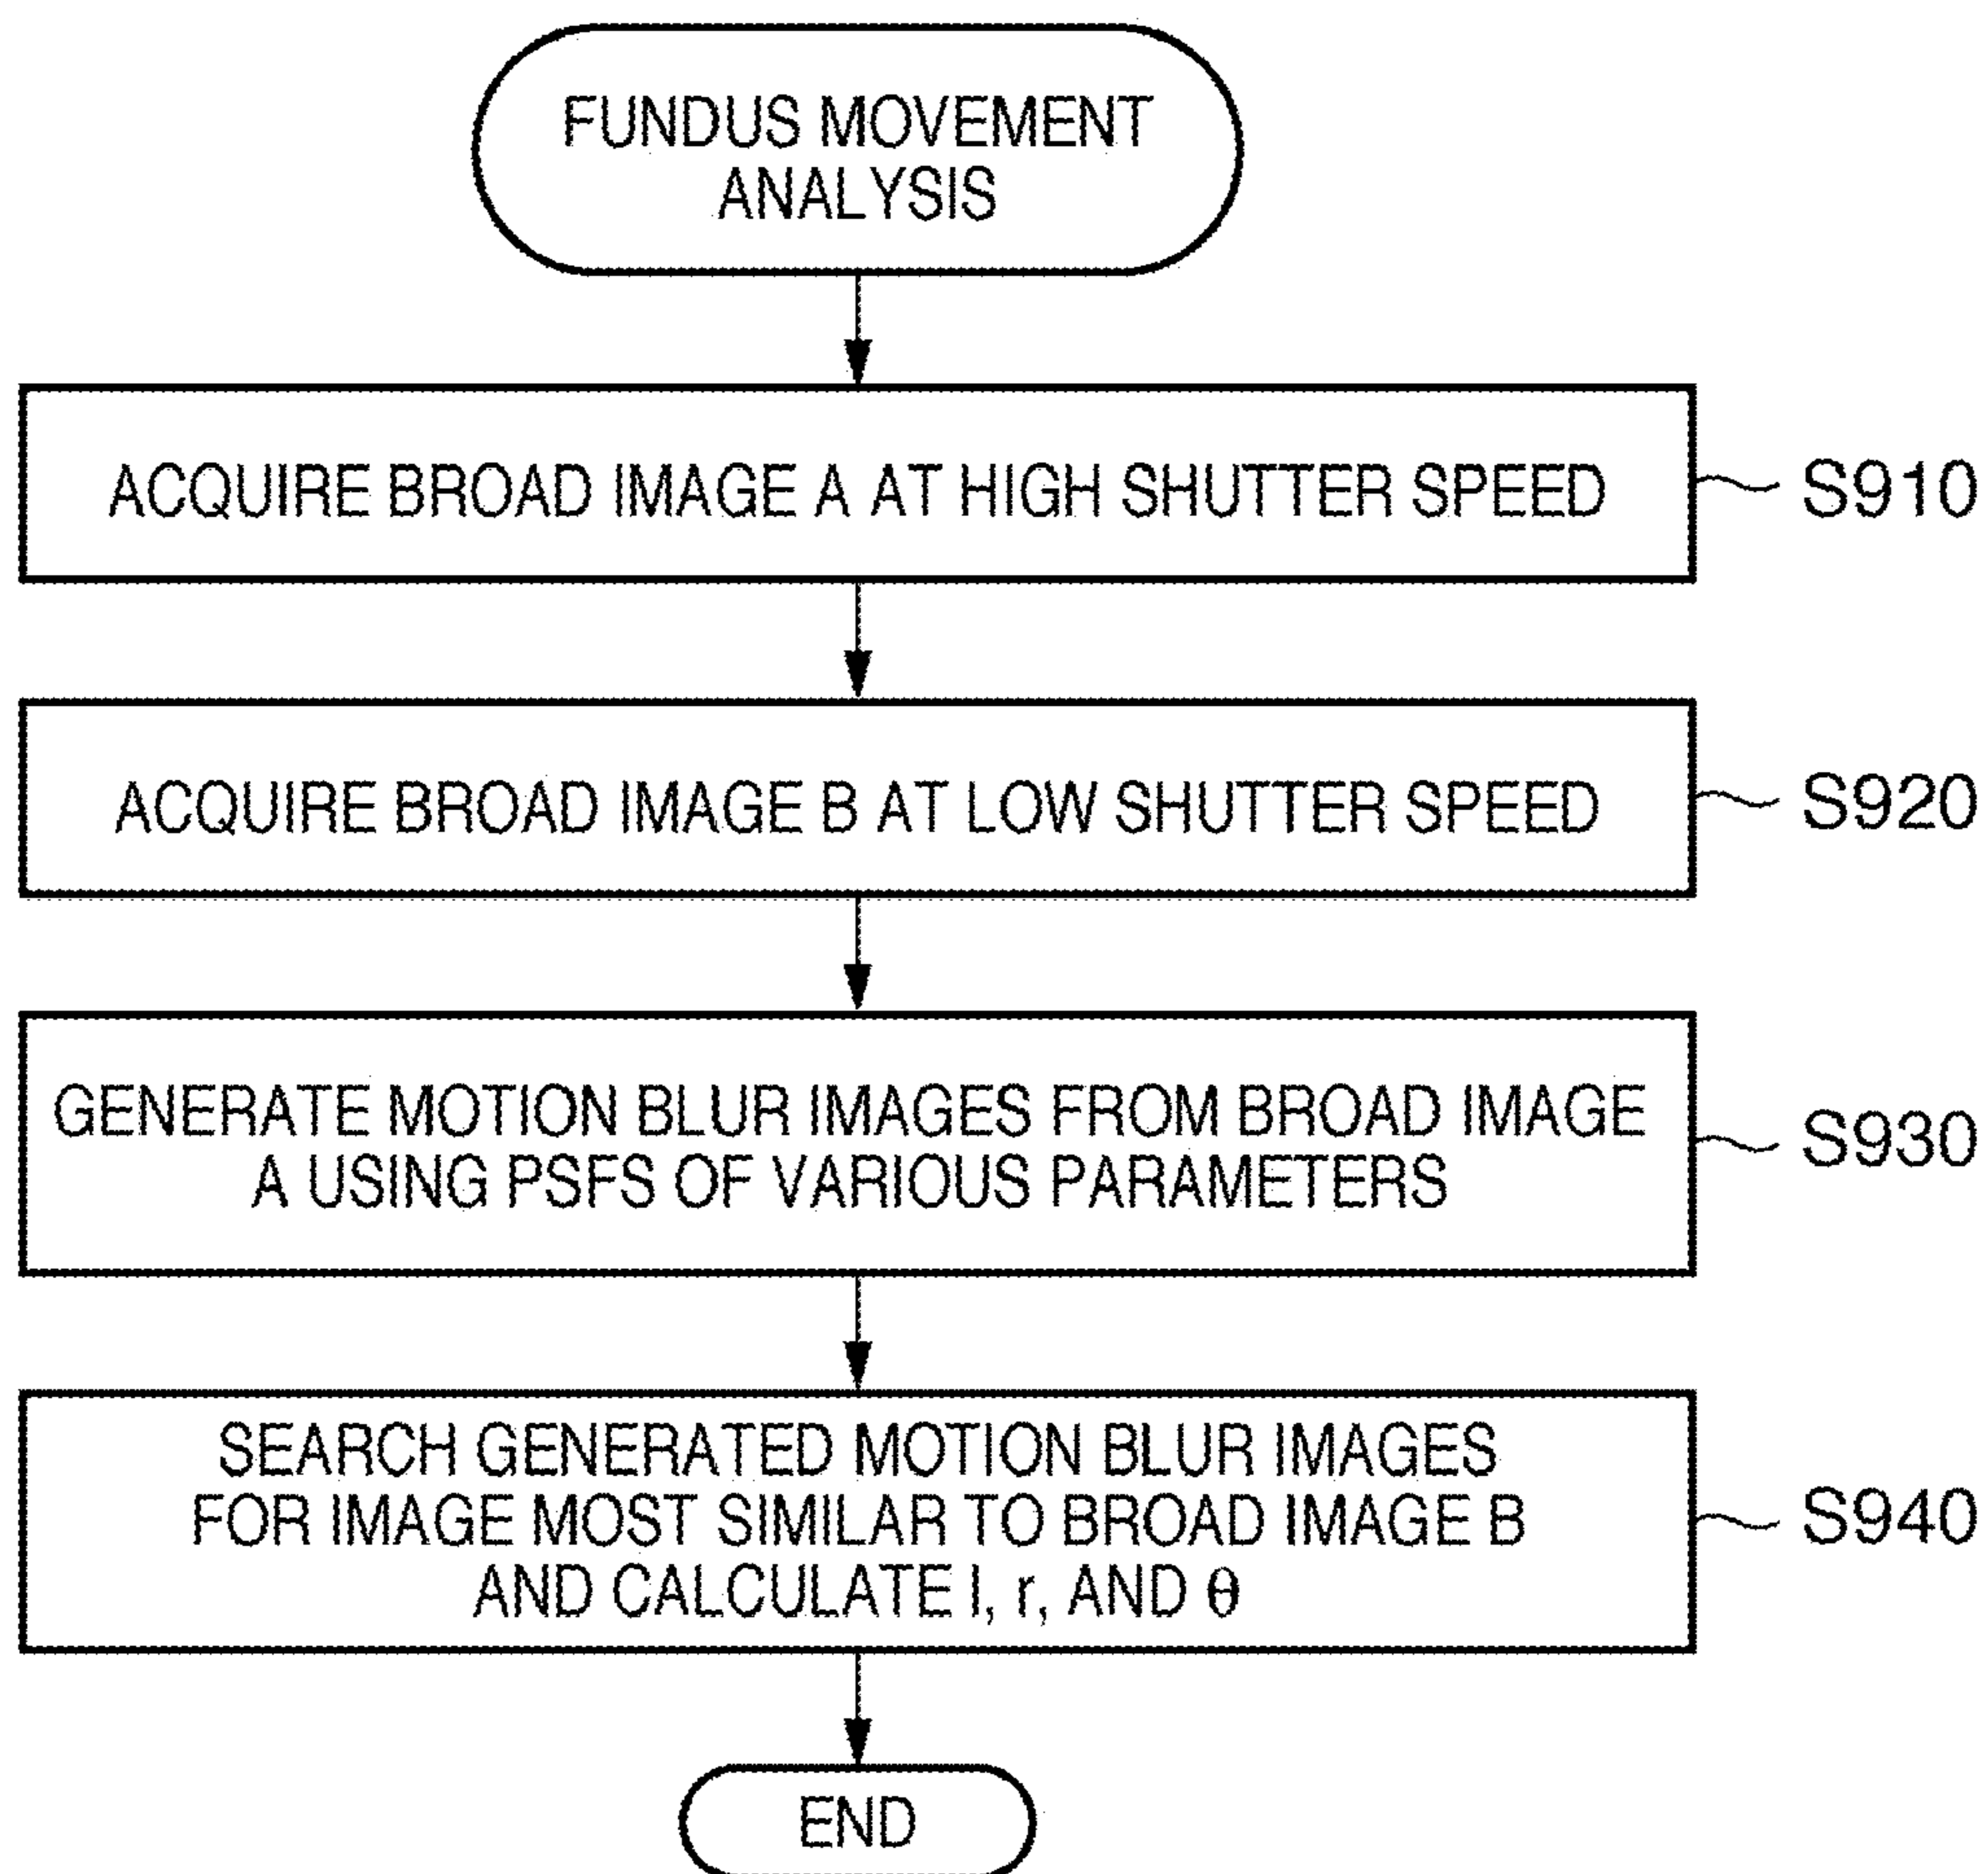 FUNDUS MOVEMENT
ANALYSIS
ACQUIRE BROAD IMAGE A AT HIGH SHUTTER SPEED
S910
ACQUIRE BROAD IMAGE B AT LOW SHUTTER SPEED
S920
GENERATE MOTION BLUR IMAGES FROM BROAD IMAGE
A USING PSFS OF VARIOUS PARAMETERS
S930
SEARCH GENERATED MOTION BLUR IMAGES
FOR IMAGE MOST SIMILAR TO BROAD IMAGE B
AND CALCULATE l, r, AND θ
S940
END